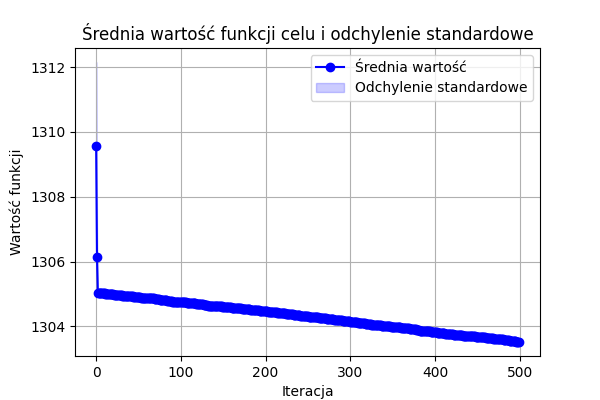 Średnia wartość funkcji celu i odchylenie standardowe
Średnia wartość
Odchylenie standardowe
Wartość funkcji
1312
1310
1308
1306
1304
0 100 200 300 400 500
Iteracja